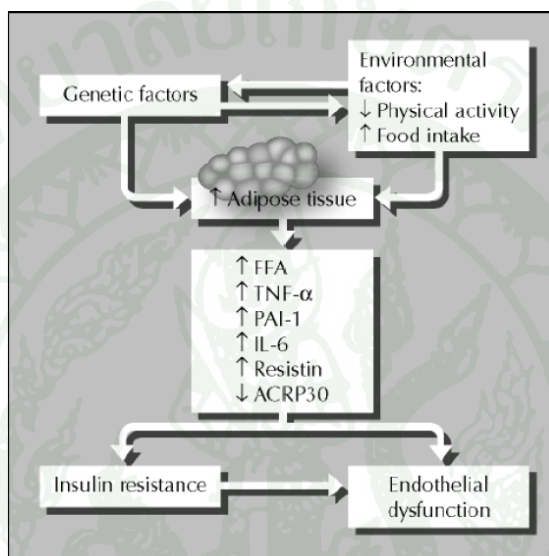 Genetic factors
Environmental
factors:
↓ Physical activity
↑ Food intake
↑ Adipose tissue
↑ FFA
↑ TNF-α
↑ PAI-1
↑ IL-6
↑ Resistin
↓ ACRP30
Insulin resistance
Endothelial
dysfunction